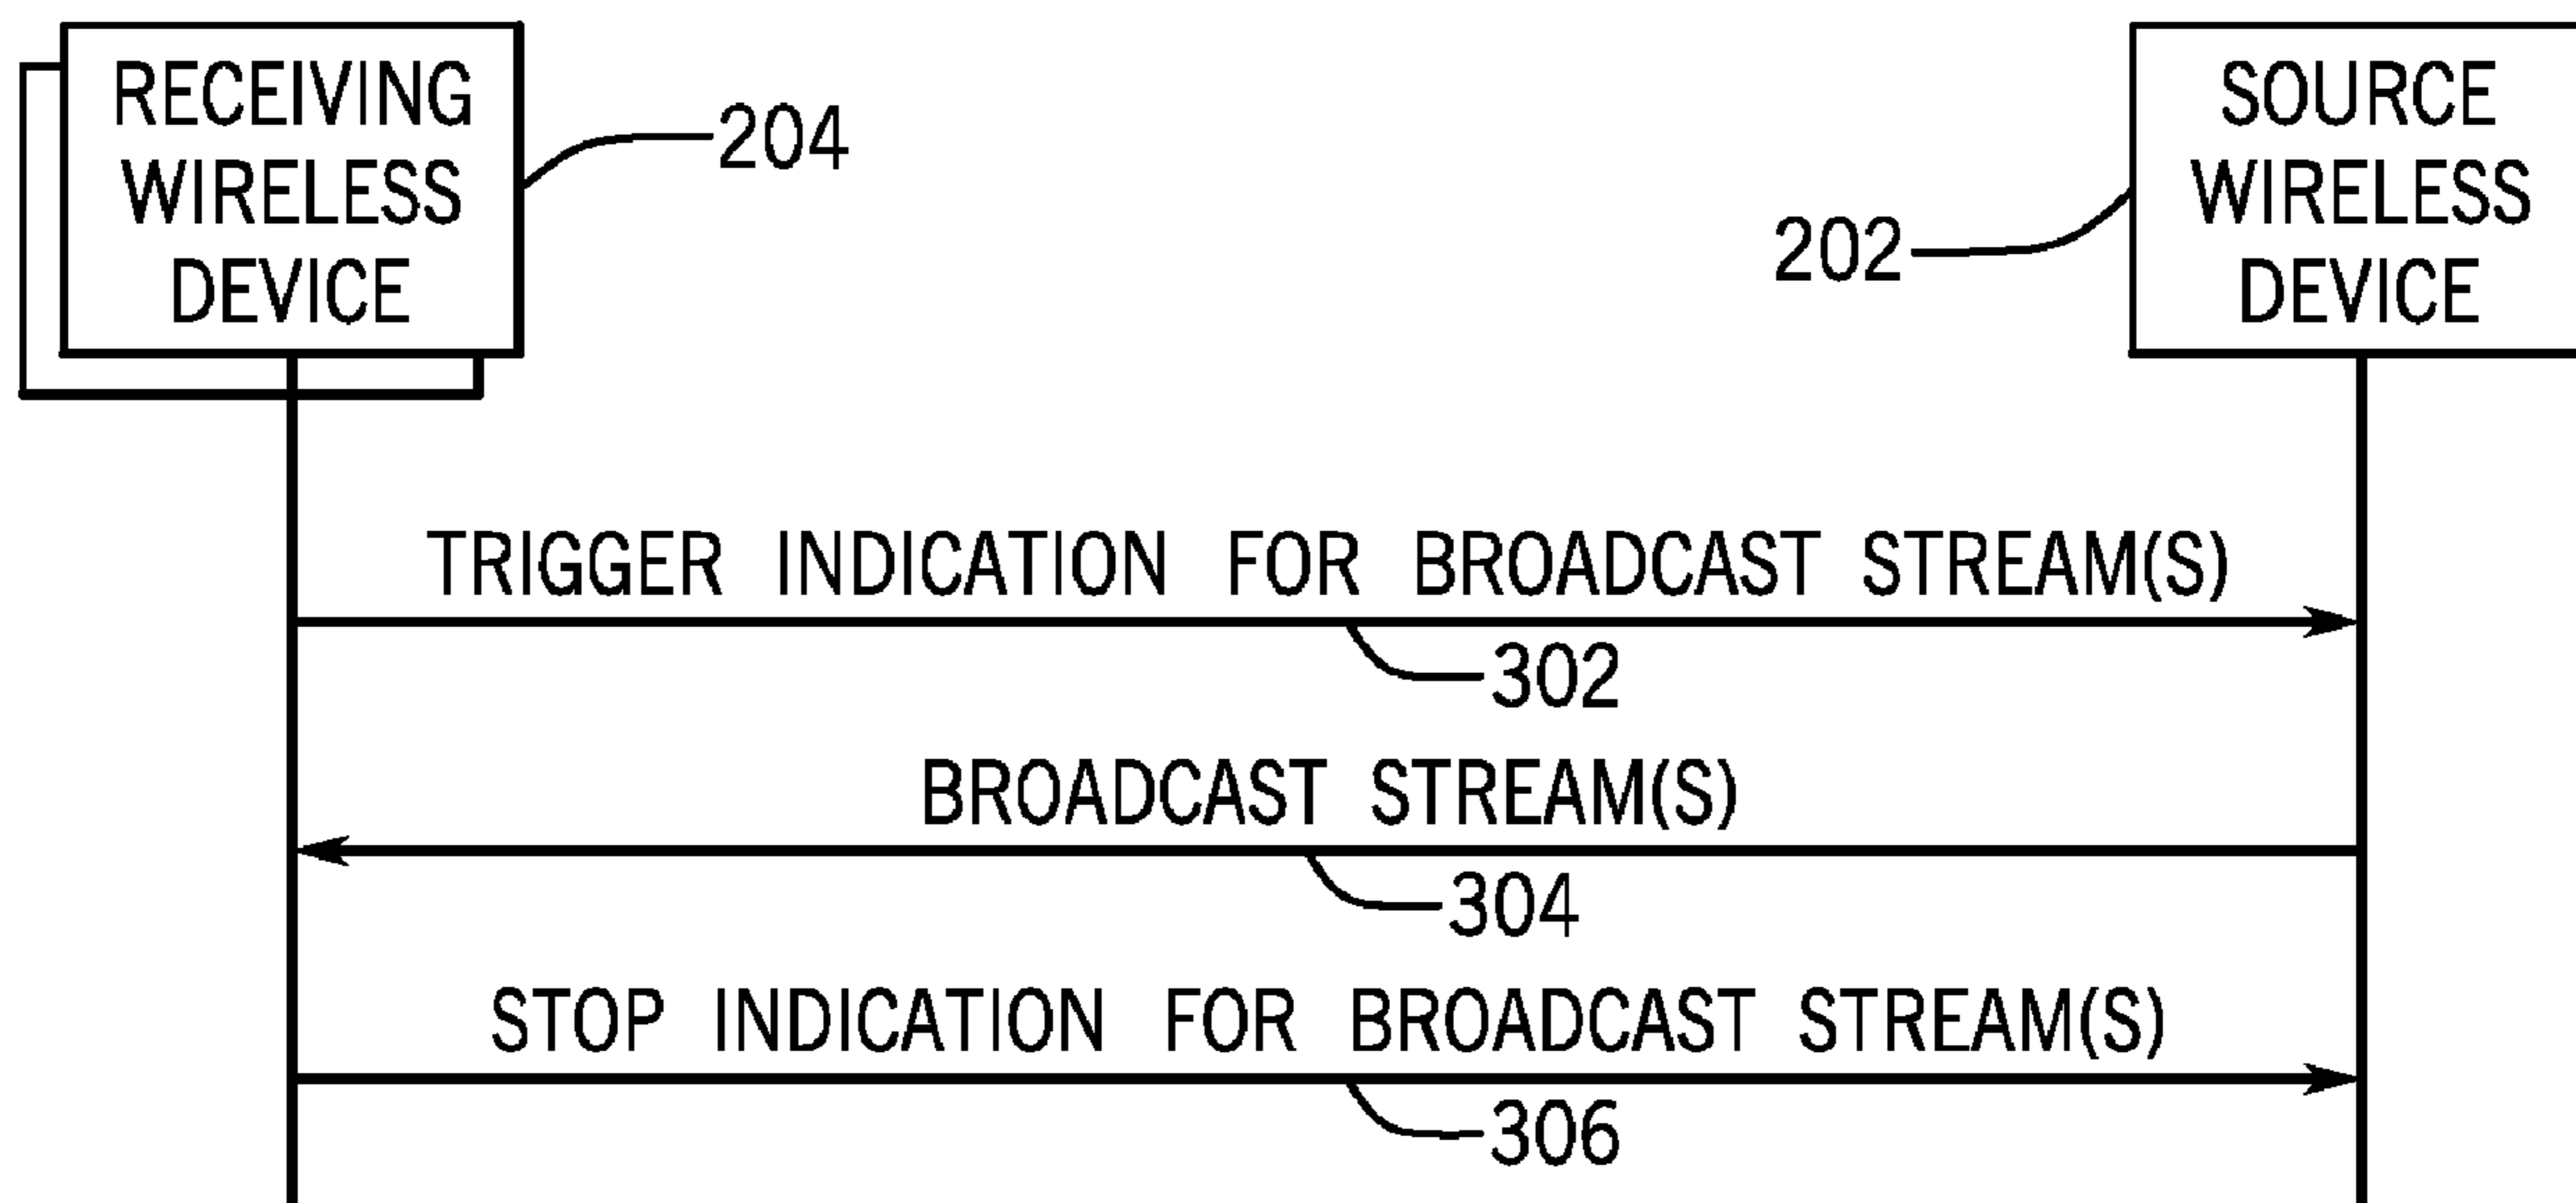 RECEIVING
WIRELESS
DEVICE
204
SOURCE
WIRELESS
DEVICE
202
TRIGGER INDICATION FOR BROADCAST STREAM(S)
302
BROADCAST STREAM(S)
304
STOP INDICATION FOR BROADCAST STREAM(S)
306